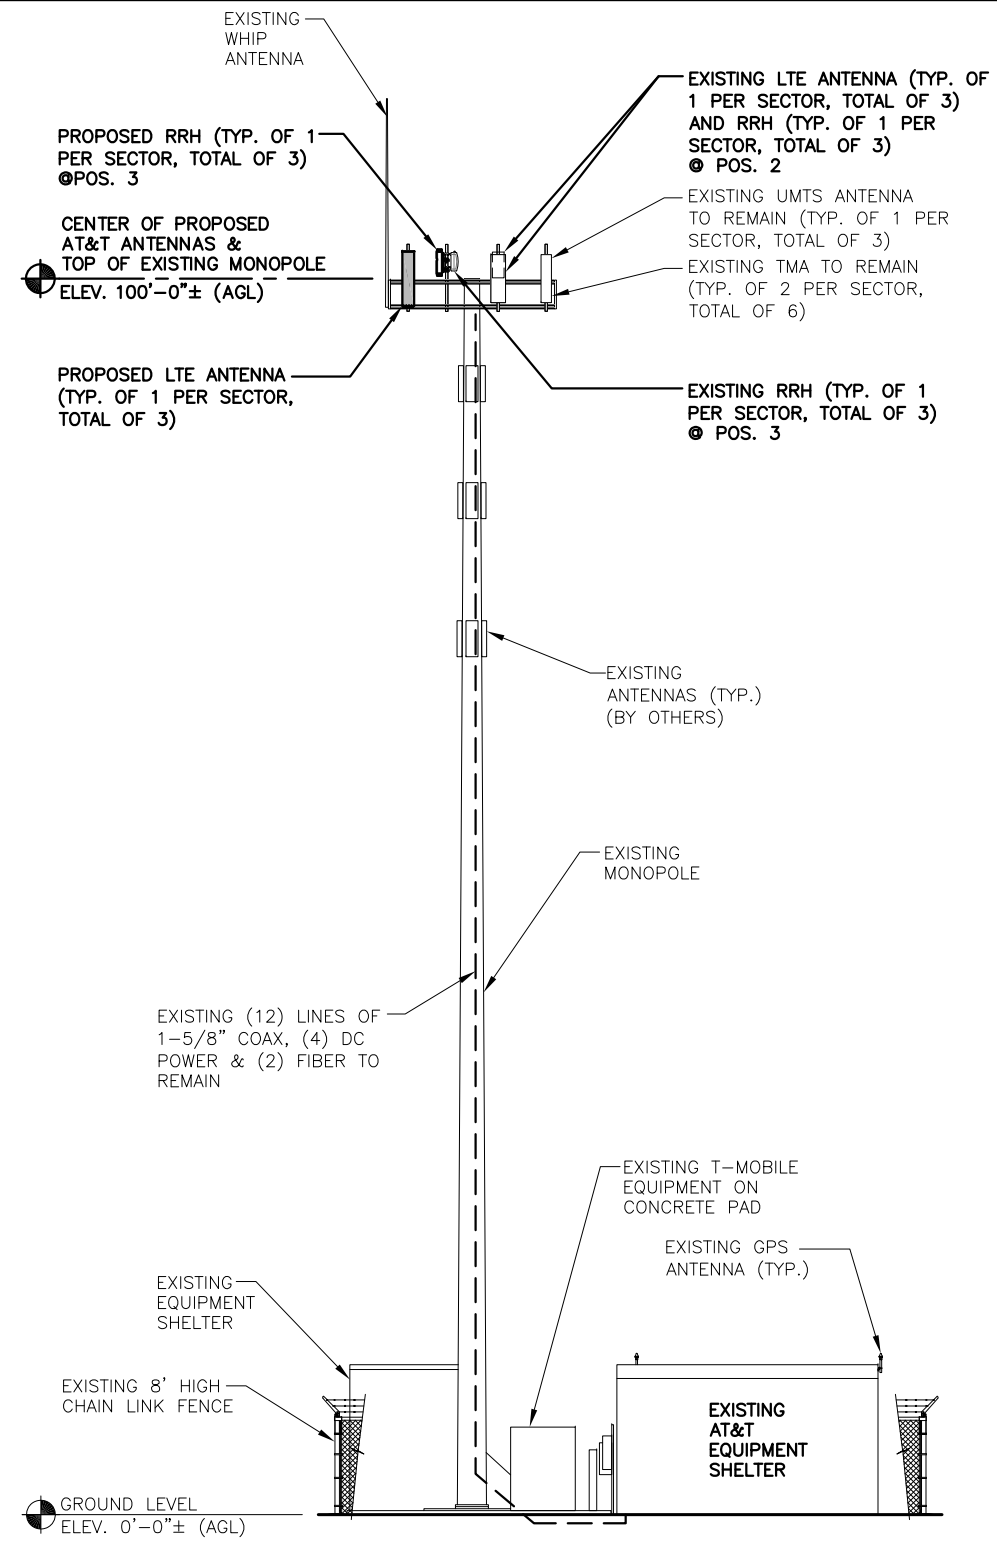 EXISTING
WHIP
ANTENNA
PROPOSED RRH (TYP. OF 1
PER SECTOR, TOTAL OF 3)
@POS. 3
CENTER OF PROPOSED
AT&T ANTENNAS &
TOP OF EXISTING MONOPOLE
ELEV. 100'-0"± (AGL)
PROPOSED LTE ANTENNA
(TYP. OF 1 PER SECTOR,
TOTAL OF 3)
EXISTING LTE ANTENNA (TYP. OF
1 PER SECTOR, TOTAL OF 3)
AND RRH (TYP. OF 1 PER
SECTOR, TOTAL OF 3)
@ POS. 2
EXISTING UMTS ANTENNA
TO REMAIN (TYP. OF 1 PER
SECTOR, TOTAL OF 3)
EXISTING TMA TO REMAIN
(TYP. OF 2 PER SECTOR,
TOTAL OF 6)
EXISTING RRH (TYP. OF 1
PER SECTOR, TOTAL OF 3)
@ POS. 3
EXISTING
ANTENNAS (TYP.)
(BY OTHERS)
EXISTING
MONOPOLE
EXISTING (12) LINES OF
1-5/8" COAX, (4) DC
POWER & (2) FIBER TO
REMAIN
EXISTING T-MOBILE
EQUIPMENT ON
CONCRETE PAD
EXISTING GPS
ANTENNA (TYP.)
EXISTING
EQUIPMENT
SHELTER
EXISTING 8' HIGH
CHAIN LINK FENCE
EXISTING
AT&T
EQUIPMENT
SHELTER
GROUND LEVEL
ELEV. 0'-0"± (AGL)